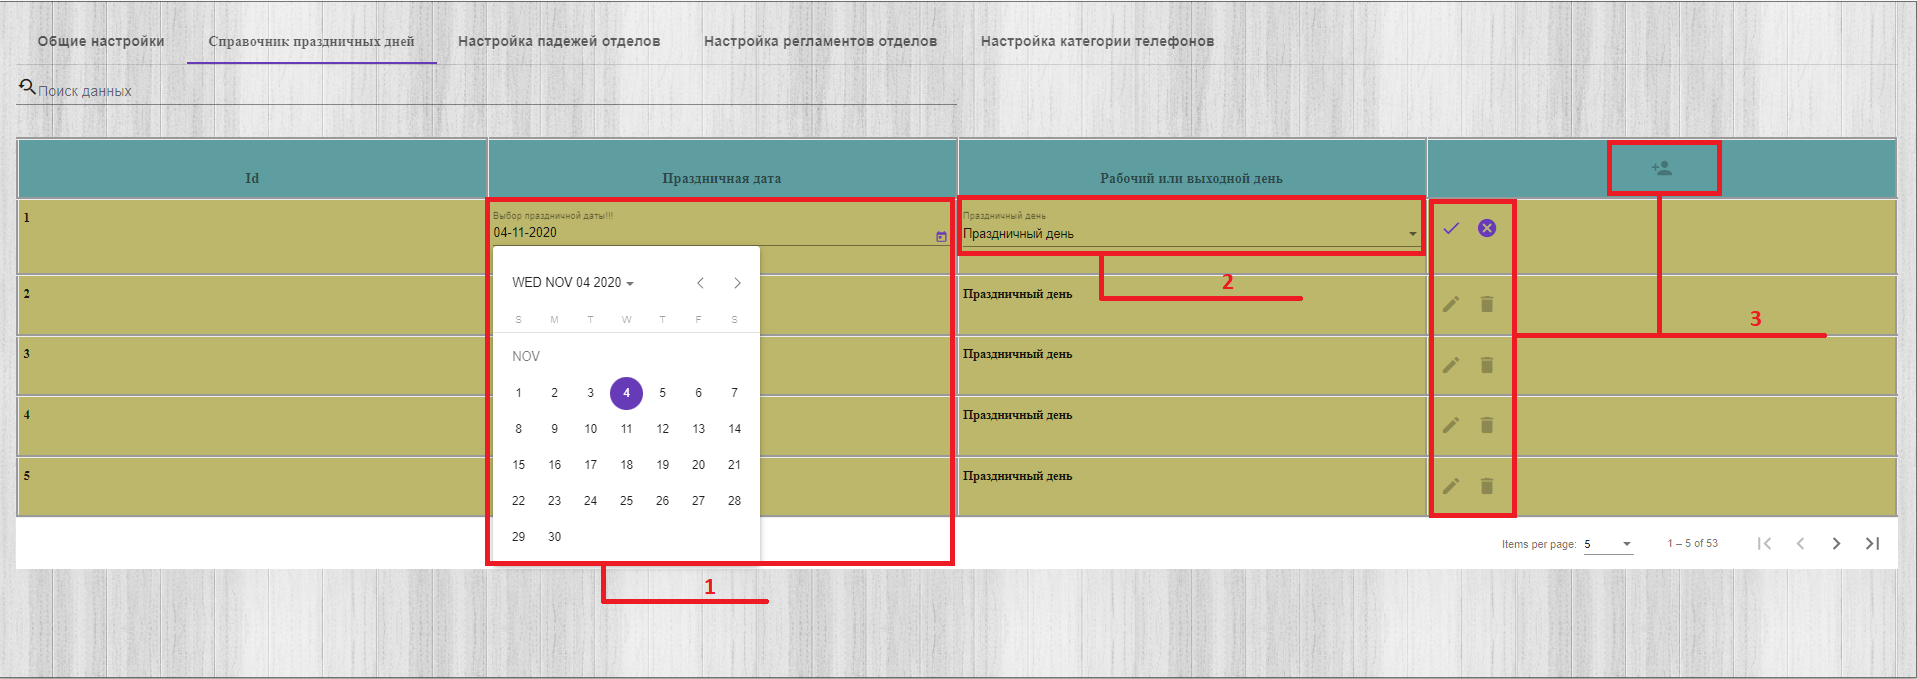 Общие настройки Справочник праздничных дней Настройка падежей отделов Настройка регламентов отделов Настройка категории телефонов
Поиск данных
Id Праздничная дата Рабочий или выходной день
1 Выбор праздничной даты!!! Праздничный день
04-11-2020 Праздничный день
WED NOV 04 2020
2
2 Праздничный день
S M T W T F S
3
3 Праздничный день
NOV
1 2 3 4 5 6 7
4 Праздничный день
8 9 10 11 12 13 14
15 16 17 18 19 20 21
5 Праздничный день
22 23 24 25 26 27 28
29 30
Items per page: 5 1 – 5 of 53
1